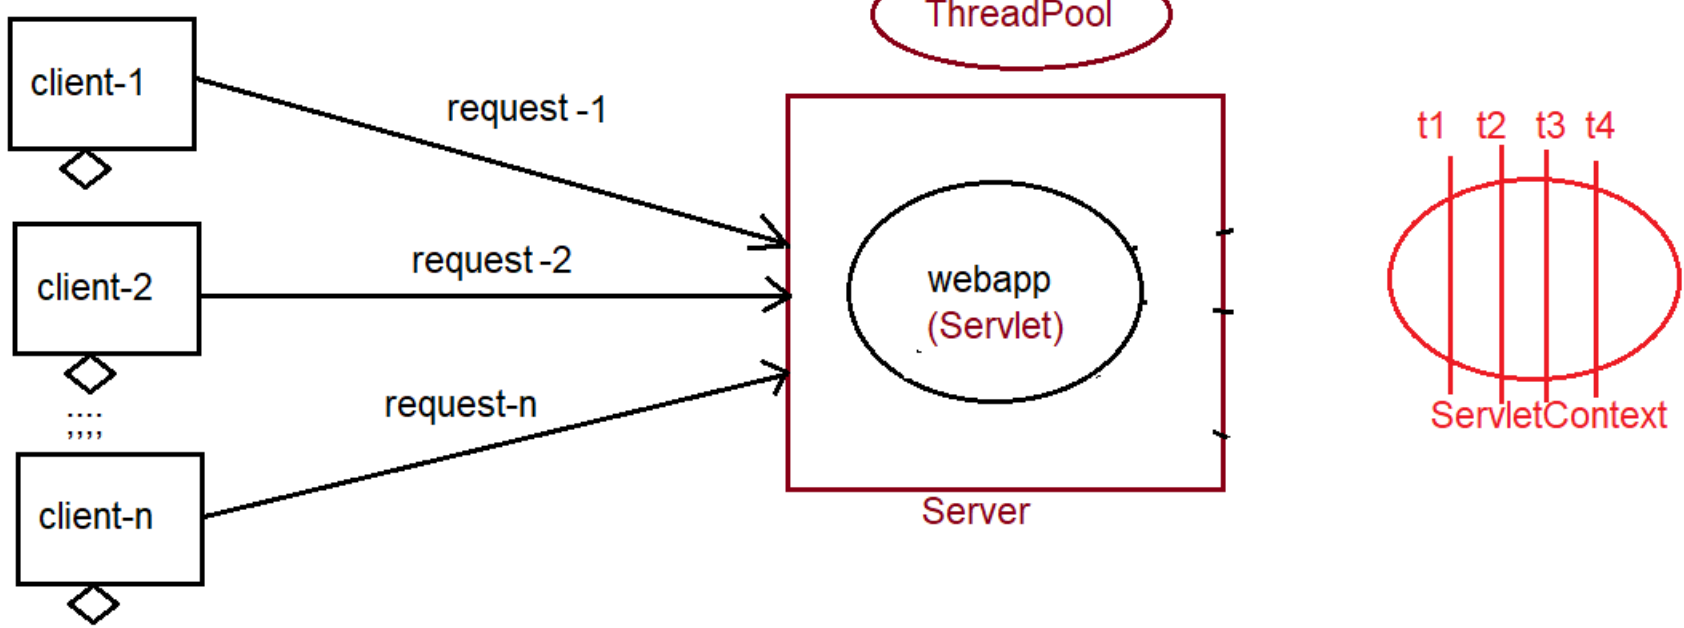 ThreadPool
client-1
request -1
t1 t2 t3 t4
client-2
request -2
webapp
(Servlet)
;;;;
request-n
ServletContext
client-n
Server